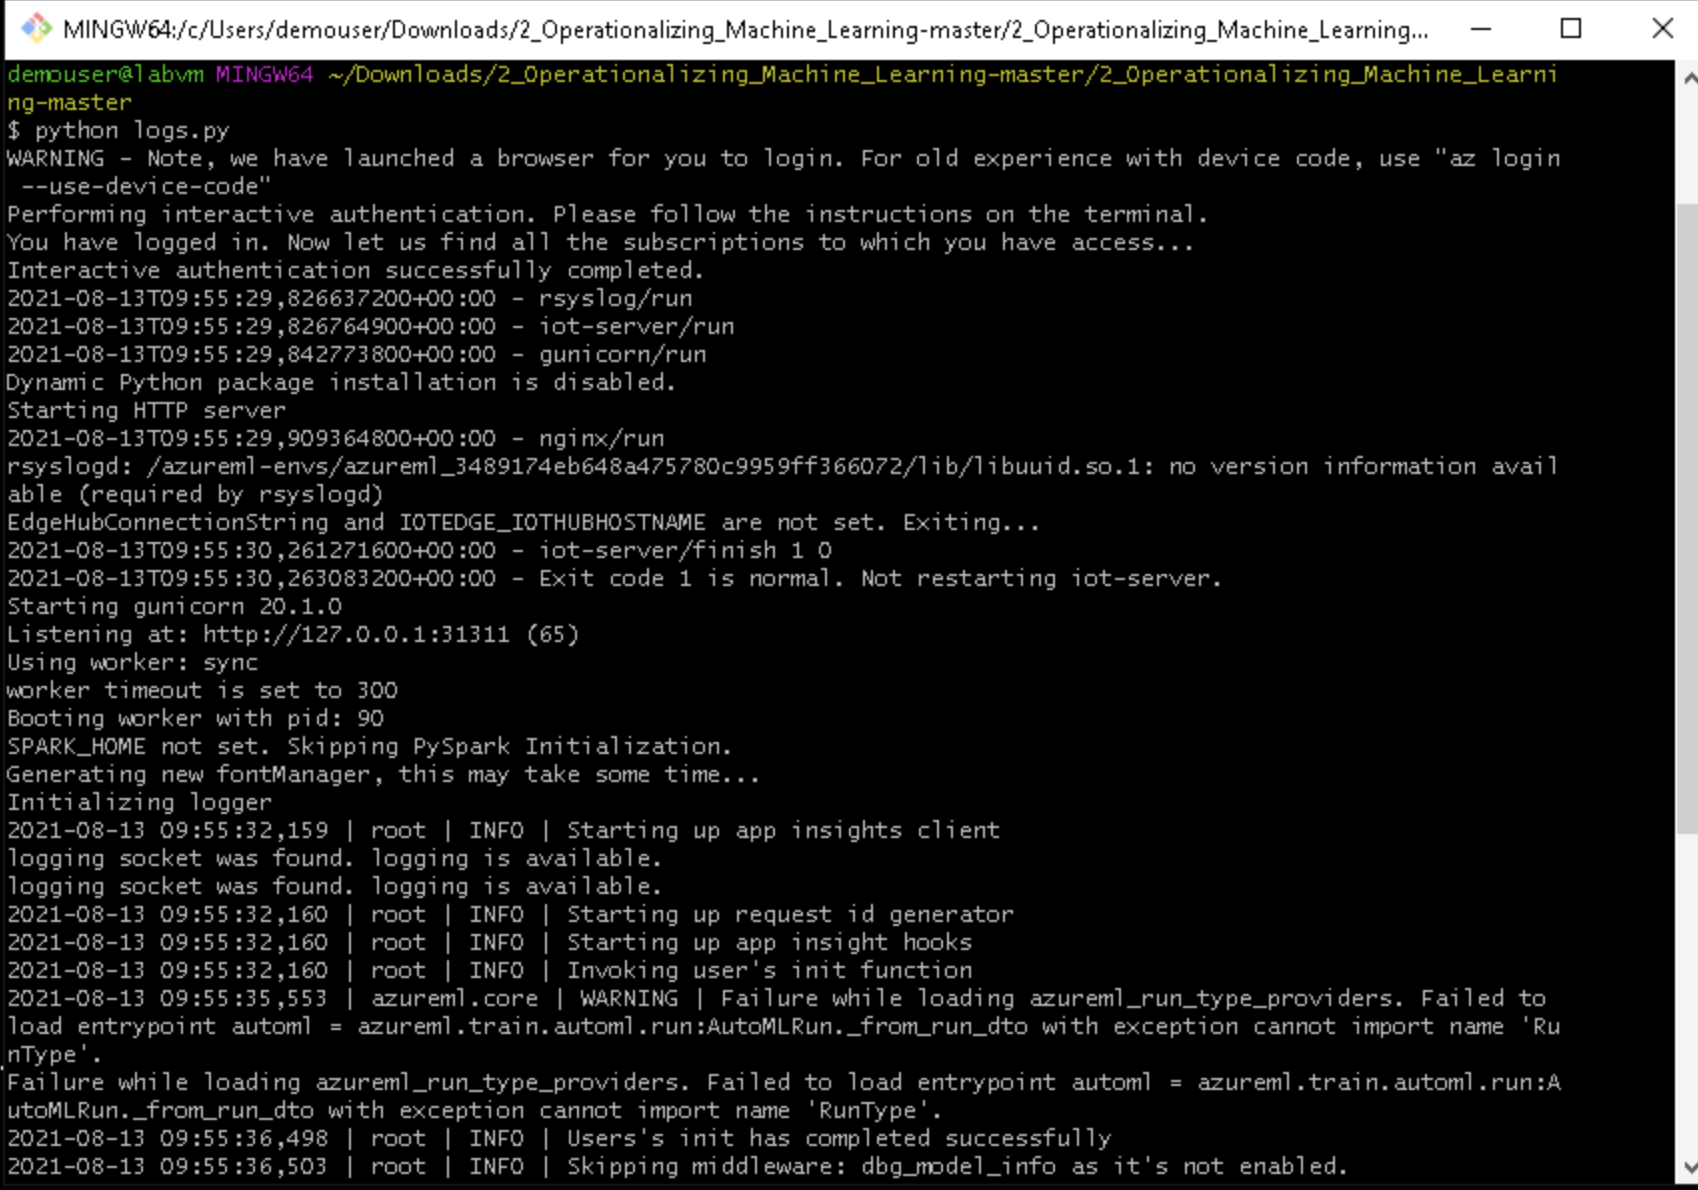 MINGW64:/c/Users/demouser/Downloads/2_Operationalizing_Machine_Learning-master/2_Operationalizing_Machine_Learning...
demouser@labvm MINGW64 ~/Downloads/2_Operationalizing_Machine_Learning-master/2_Operationalizing_Machine_Learni
ng-master
$ python logs.py
WARNING - Note, we have launched a browser for you to login. For old experience with device code, use "az login
 --use-device-code"
Performing interactive authentication. Please follow the instructions on the terminal.
You have logged in. Now let us find all the subscriptions to which you have access...
Interactive authentication successfully completed.
2021-08-13T09:55:29,826637200+00:00 - rsyslog/run
2021-08-13T09:55:29,826764900+00:00 - iot-server/run
2021-08-13T09:55:29,842773800+00:00 - gunicorn/run
Dynamic Python package installation is disabled.
Starting HTTP server
2021-08-13T09:55:29,909364800+00:00 - nginx/run
rsyslogd: /azureml-envs/azureml_3489174eb648a475780c9959ff366072/lib/libuuid.so.1: no version information avail
able (required by rsyslogd)
EdgeHubConnectionString and IOTEDGE_IOTHUBHOSTNAME are not set. Exiting...
2021-08-13T09:55:30,261271600+00:00 - iot-server/finish 1 0
2021-08-13T09:55:30,263083200+00:00 - Exit code 1 is normal. Not restarting iot-server.
Starting gunicorn 20.1.0
Listening at: http://127.0.0.1:31311 (65)
Using worker: sync
worker timeout is set to 300
Booting worker with pid: 90
SPARK_HOME not set. Skipping PySpark Initialization.
Generating new fontManager, this may take some time...
Initializing logger
2021-08-13 09:55:32,159 | root | INFO | Starting up app insights client
logging socket was found. logging is available.
logging socket was found. logging is available.
2021-08-13 09:55:32,160 | root | INFO | Starting up request id generator
2021-08-13 09:55:32,160 | root | INFO | Starting up app insight hooks
2021-08-13 09:55:32,160 | root | INFO | Invoking user's init function
2021-08-13 09:55:35,553 | azureml.core | WARNING | Failure while loading azureml_run_type_providers. Failed to
load entrypoint automl = azureml.train.automl.run:AutoMLRun._from_run_dto with exception cannot import name 'Ru
nType'.
Failure while loading azureml_run_type_providers. Failed to load entrypoint automl = azureml.train.automl.run:A
utoMLRun._from_run_dto with exception cannot import name 'RunType'.
2021-08-13 09:55:36,498 | root | INFO | Users's init has completed successfully
2021-08-13 09:55:36,503 | root | INFO | Skipping middleware: dbg_model_info as it's not enabled.